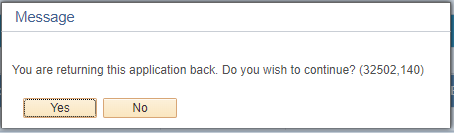 Message
You are returning this application back. Do you wish to continue? (32502,140)
Yes No